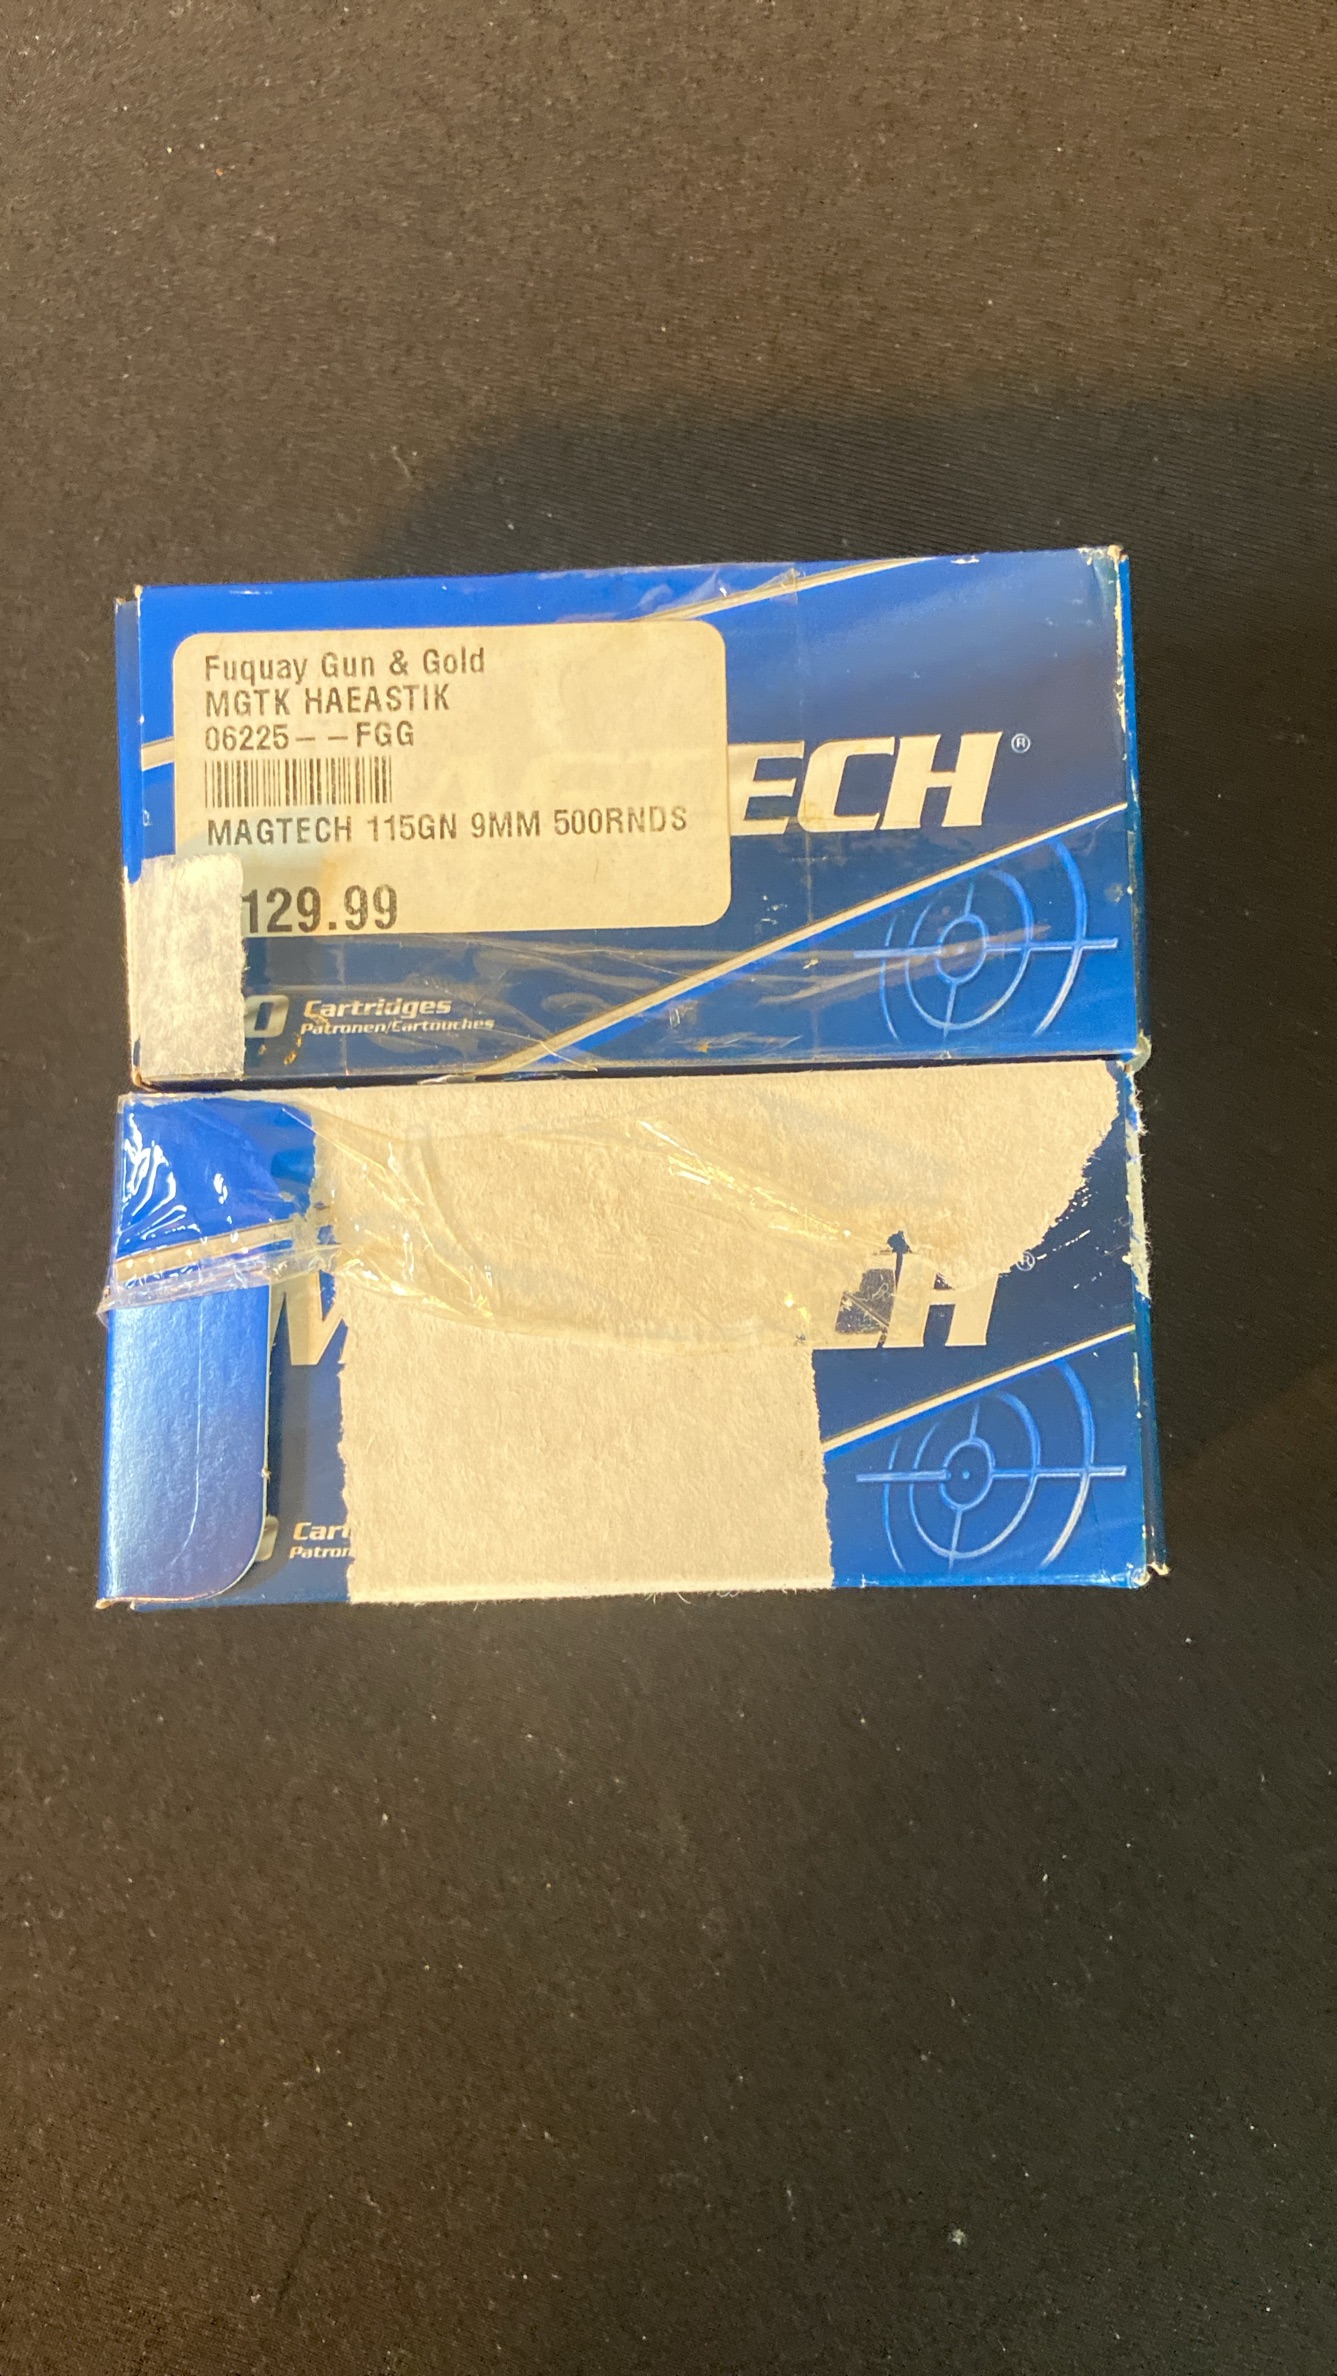 Fuquay Gun & Gold
MGTK HAEASTIK
06225--FGG
MAGTECH 115GN 9MM 500RNDS
129.99
ECH®
0 Cartridges
Patronen/Cartouches
M H®
Cart
Patron